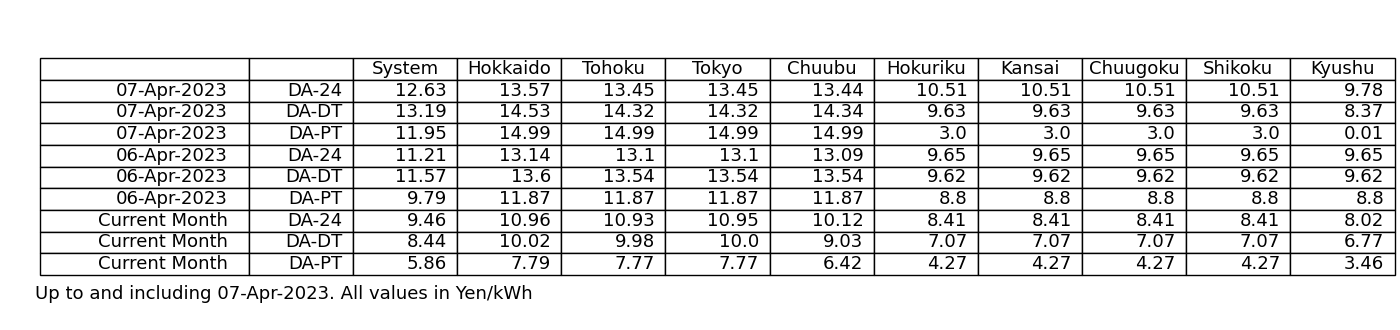 System Hokkaido Tohoku Tokyo Chuubu Hokuriku Kansai Chuugoku Shikoku Kyushu
07-Apr-2023 DA-24 12.63 13.57 13.45 13.45 13.44 10.51 10.51 10.51 10.51 9.78
07-Apr-2023 DA-DT 13.19 14.53 14.32 14.32 14.34 9.63 9.63 9.63 9.63 8.37
07-Apr-2023 DA-PT 11.95 14.99 14.99 14.99 14.99 3.0 3.0 3.0 3.0 0.01
06-Apr-2023 DA-24 11.21 13.14 13.1 13.1 13.09 9.65 9.65 9.65 9.65 9.65
06-Apr-2023 DA-DT 11.57 13.6 13.54 13.54 13.54 9.62 9.62 9.62 9.62 9.62
06-Apr-2023 DA-PT 9.79 11.87 11.87 11.87 11.87 8.8 8.8 8.8 8.8 8.8
Current Month DA-24 9.46 10.96 10.93 10.95 10.12 8.41 8.41 8.41 8.41 8.02
Current Month DA-DT 8.44 10.02 9.98 10.0 9.03 7.07 7.07 7.07 7.07 6.77
Current Month DA-PT 5.86 7.79 7.77 7.77 6.42 4.27 4.27 4.27 4.27 3.46
Up to and including 07-Apr-2023. All values in Yen/kWh